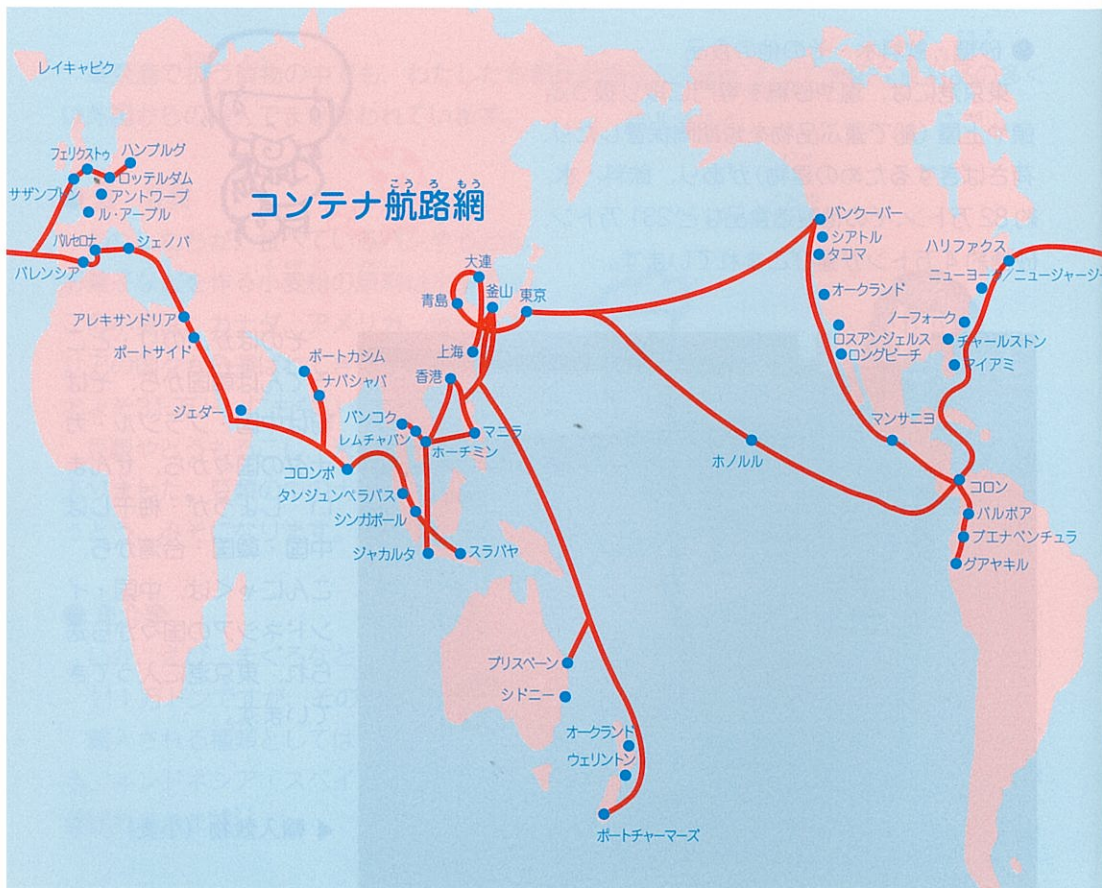 レイキャビク
フェリクストゥ
ハンブルグ
サザンプトン
ロッテルダム
アントワープ
ル・アーブル
バルセロナ
ジェノバ
バレンシア
こうろもう
コンテナ航路網
大連
釜山
東京
青島
アレキサンドリア
ポートサイド
上海
香港
ポートカシム
ナバシャバ
ジェダー
バンコク
レムチャバン
ホーチミン
マニラ
コロンボ
タンジュンペラパス
シンガポール
ジャカルタ
スラバヤ
バンクーバー
シアトル
タコマ
オークランド
ロスアンジェルス
ロングビーチ
ハリファクス
ニューヨーク/ニュージャージー
ノーフォーク
チャールストン
マイアミ
マンサニヨ
ホノルル
コロン
バルボア
ブエナベンチュラ
グアヤキル
ブリスベーン
シドニー
オークランド
ウェリントン
ポートチャーマーズ